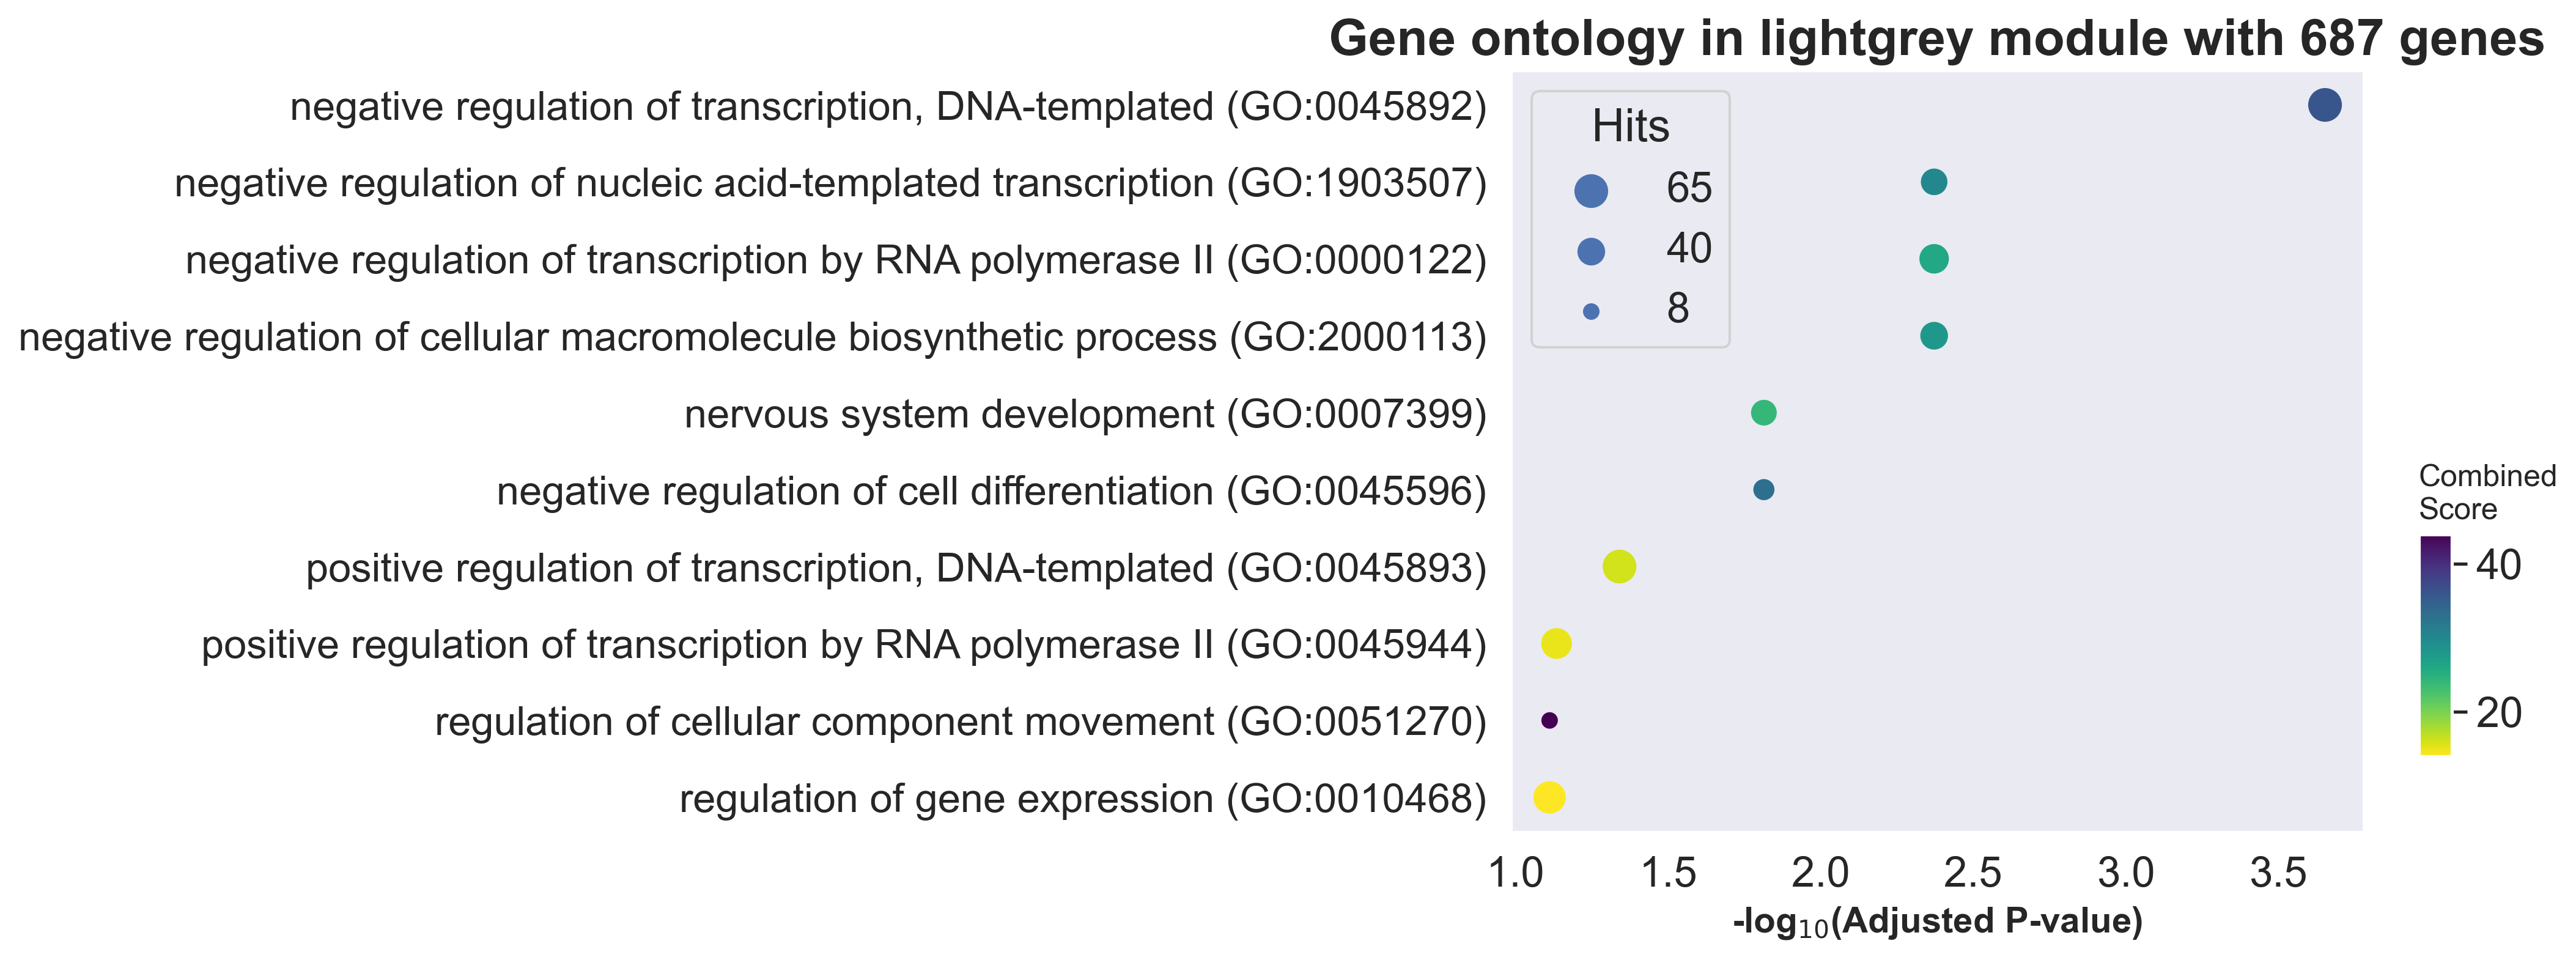 Gene ontology in lightgrey module with 687 genes
negative regulation of transcription, DNA-templated (GO:0045892)
negative regulation of nucleic acid-templated transcription (GO:1903507)
negative regulation of transcription by RNA polymerase II (GO:0000122)
negative regulation of cellular macromolecule biosynthetic process (GO:2000113)
nervous system development (GO:0007399)
negative regulation of cell differentiation (GO:0045596)
positive regulation of transcription, DNA-templated (GO:0045893)
positive regulation of transcription by RNA polymerase II (GO:0045944)
regulation of cellular component movement (GO:0051270)
regulation of gene expression (GO:0010468)
Hits
65
40
8
Combined
Score
40
20
1.0 1.5 2.0 2.5 3.0 3.5
-log10(Adjusted P-value)